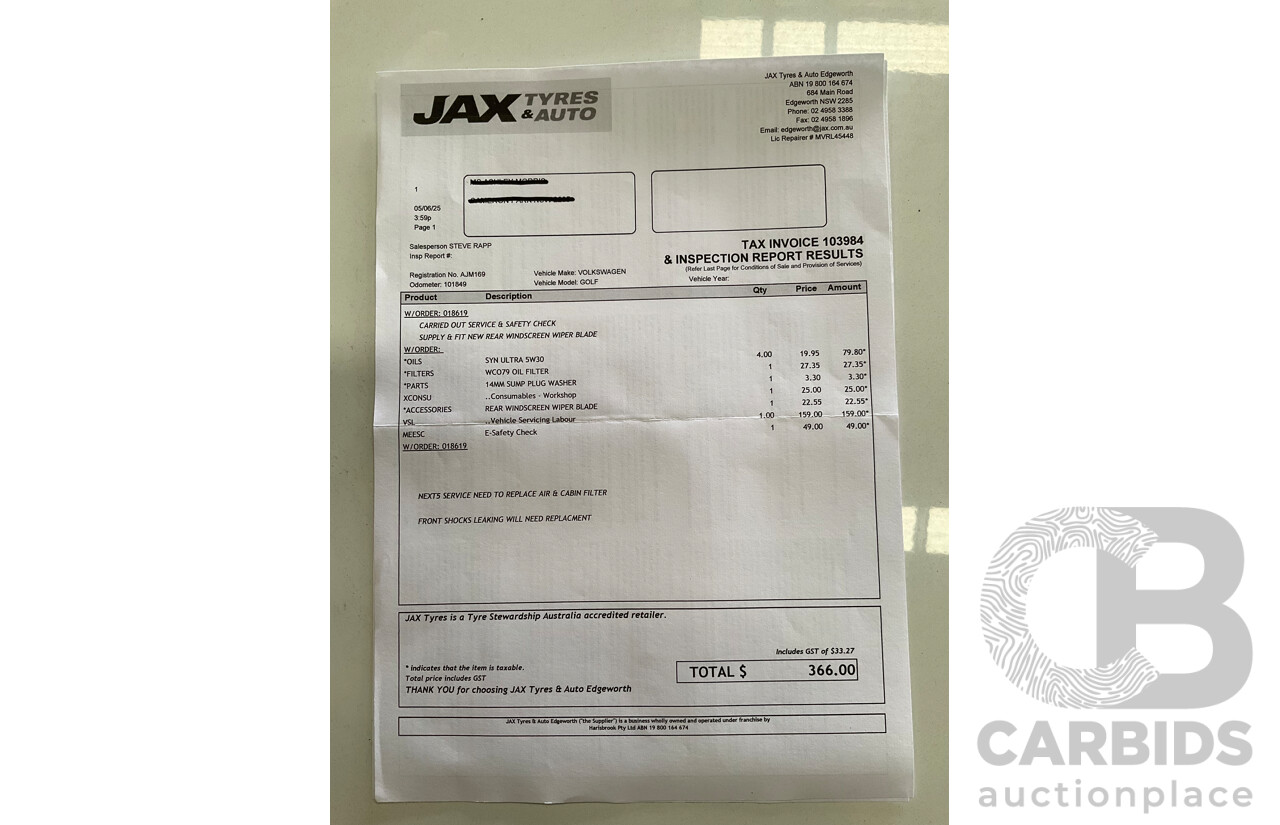 JAX TYRES & AUTO
JAX Tyres & Auto Edgeworth
ABN 19 800 164 674
684 Main Road
Edgeworth NSW 2285
Phone: 02 4958 3388
Fax: 02 4958 1896
Email: edgeworth@jax.com.au
Lic Repairer # MVRL45448
1
05/06/25
3:59p
Page 1
Salesperson STEVE RAPP
Insp Report #:
TAX INVOICE 103984
& INSPECTION REPORT RESULTS
(Refer Last Page for Conditions of Sale and Provision of Services)
Registration No. AJM169 Vehicle Make: VOLKSWAGEN Vehicle Year:
Odometer: 101849 Vehicle Model: GOLF
Product Description Qty Price Amount
W/ORDER: 018619
CARRIED OUT SERVICE & SAFETY CHECK
SUPPLY & FIT NEW REAR WINDSCREEN WIPER BLADE
W/ORDER:
*OILS SYN ULTRA 5W30 4.00 19.95 79.80*
*FILTERS WCO79 OIL FILTER 1 27.35 27.35*
*PARTS 14MM SUMP PLUG WASHER 1 3.30 3.30*
XCONSU ..Consumables - Workshop 1 25.00 25.00*
*ACCESSORIES REAR WINDSCREEN WIPER BLADE 1 22.55 22.55*
VSL ..Vehicle Servicing Labour 1.00 159.00 159.00*
MEESC E-Safety Check 1 49.00 49.00*
W/ORDER: 018619
NEXT5 SERVICE NEED TO REPLACE AIR & CABIN FILTER
FRONT SHOCKS LEAKING WILL NEED REPLACMENT
JAX Tyres is a Tyre Stewardship Australia accredited retailer.
Includes GST of $33.27
* indicates that the item is taxable.
Total price includes GST
TOTAL $ 366.00
THANK YOU for choosing JAX Tyres & Auto Edgeworth
JAX Tyres & Auto Edgeworth ("the Supplier") is a business wholly owned and operated under franchise by
Harisbrook Pty Ltd ABN 19 800 164 674
CB
CARBIDS
auctionplace